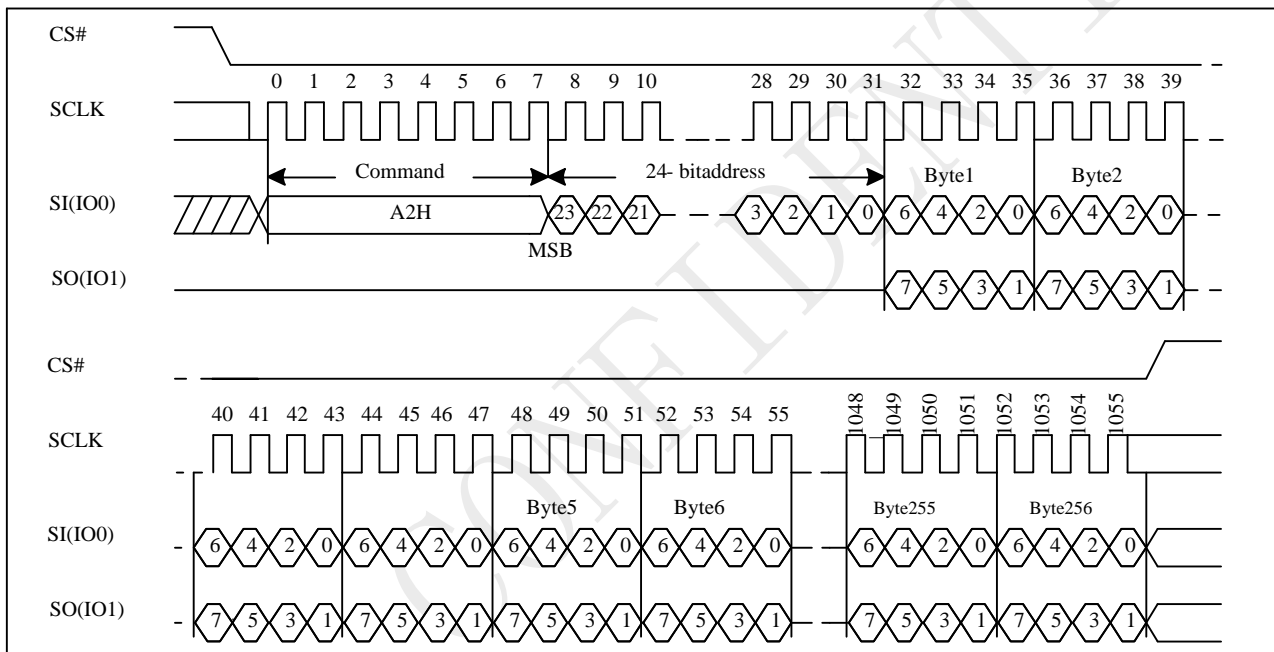 CS#
0 1 2 3 4 5 6 7 8 9 10 28 29 30 31 32 33 34 35 36 37 38 39
SCLK
Command 24- bitaddress Byte1 Byte2
SI(IO0) A2H 23 22 21 3 2 1 0 6 4 2 0 6 4 2 0
MSB
SO(IO1) 7 5 3 1 7 5 3 1
CS#
40 41 42 43 44 45 46 47 48 49 50 51 52 53 54 55 1048 1049 1050 1051 1052 1053 1054 1055
SCLK
Byte5 Byte6 Byte255 Byte256
SI(IO0) 6 4 2 0 6 4 2 0 6 4 2 0 6 4 2 0 6 4 2 0 6 4 2 0
SO(IO1) 7 5 3 1 7 5 3 1 7 5 3 1 7 5 3 1 7 5 3 1 7 5 3 1
CONFIDENT